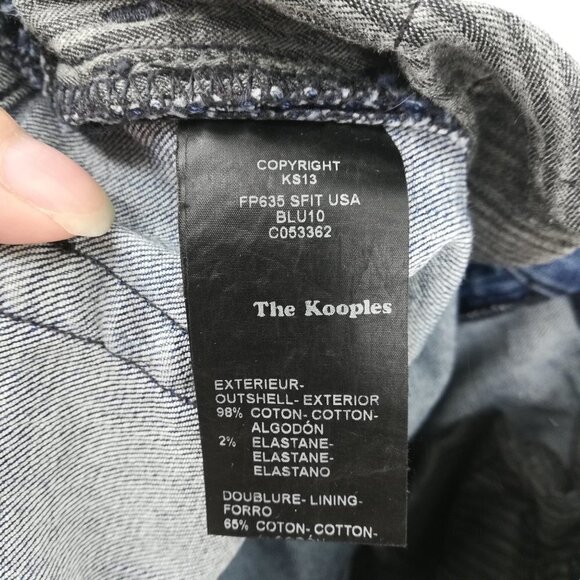 COPYRIGHT
KS13
FP635 SFIT USA
BLU10
C053362
The Kooples
EXTERIEUR-
OUTSHELL- EXTERIOR
98% COTON- COTTON-
ALGODÓN
2% ELASTANE-
ELASTANE-
ELASTANO
DOUBLURE- LINING-
FORRO
65% COTON- COTTON-